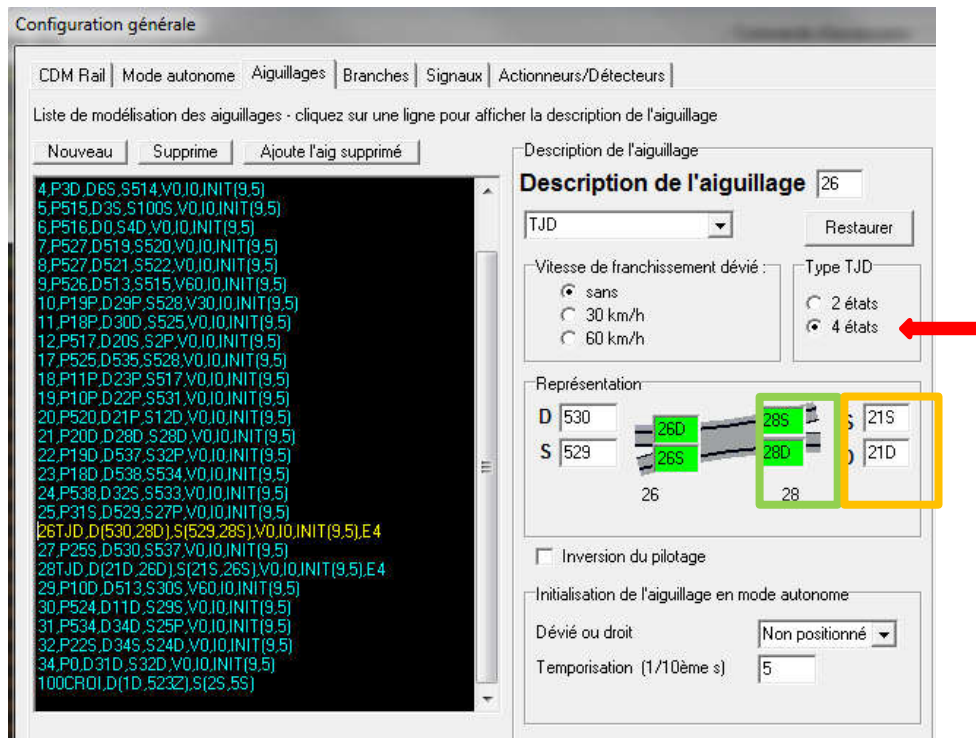 Configuration générale
CDM Rail Mode autonome Aiguillages Branches Signaux Actionneurs/Détecteurs
Liste de modélisation des aiguillages - cliquez sur une ligne pour afficher la description de l'aiguillage
Nouveau Supprime Ajoute l'aig supprimé
4,P3D,D6S,S514,V0,I0,INIT(9,5)
5,P515,D3S,S100S,V0,I0,INIT(9,5)
6,P516,D0,S4D,V0,I0,INIT(9,5)
7,P527,D519,S520,V0,I0,INIT(9,5)
8,P527,D521,S522,V0,I0,INIT(9,5)
9,P526,D513,S515,V60,I0,INIT(9,5)
10,P19P,D29P,S528,V30,I0,INIT(9,5)
11,P18P,D30D,S525,V0,I0,INIT(9,5)
12,P517,D20S,S2P,V0,I0,INIT(9,5)
17,P525,D535,S528,V0,I0,INIT(9,5)
18,P11P,D23P,S517,V0,I0,INIT(9,5)
19,P10P,D22P,S531,V0,I0,INIT(9,5)
20,P520,D21P,S12D,V0,I0,INIT(9,5)
21,P20D,D28D,S28D,V0,I0,INIT(9,5)
22,P19D,D537,S32P,V0,I0,INIT(9,5)
23,P18D,D538,S534,V0,I0,INIT(9,5)
24,P538,D32S,S533,V0,I0,INIT(9,5)
25,P31S,D529,S27P,V0,I0,INIT(9,5)
26TJD,D(530,28D),S(529,28S),V0,I0,INIT(9,5),E4
27,P25S,D530,S537,V0,I0,INIT(9,5)
28TJD,D(21D,26D),S(21S,26S),V0,I0,INIT(9,5),E4
29,P10D,D513,S30S,V60,I0,INIT(9,5)
30,P524,D11D,S29S,V0,I0,INIT(9,5)
31,P534,D34D,S25P,V0,I0,INIT(9,5)
32,P22S,D34S,S24D,V0,I0,INIT(9,5)
34,P0,D31D,S32D,V0,I0,INIT(9,5)
100CROI,D(1D,523Z),S(2S,5S)
Description de l'aiguillage
Description de l'aiguillage 26
TJD Restaurer
Vitesse de franchissement dévié :
sans
30 km/h
60 km/h
Type TJD
2 états
4 états
Représentation
D 530 26D 28S S 21S
S 529 26S 28D D 21D
26 28
Inversion du pilotage
Initialisation de l'aiguillage en mode autonome
Dévié ou droit Non positionné
Temporisation (1/10ème s) 5